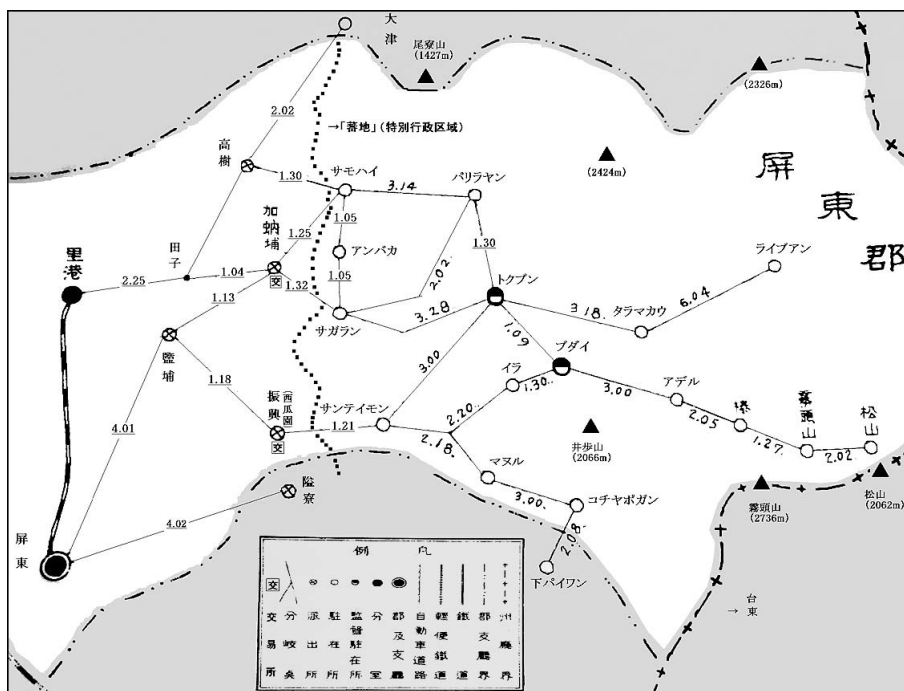 大津
尾寮山
(1427m)
(2326m)
2.02
→「蕃地」(特別行政区域)
高樹
1.30
サモハイ
3.14
パリラヤン
(2424m)
屏東郡
加蚋埔
1.25
1.05
アンバカ
1.05
2.02.
1.30
田子
里港
2.25
1.04
交
1.32
サガラン
3.28
トクブン
3.18.
タラマカウ
6.04
ライブアン
1.13
鹽埔
1.09
ブダイ
3.00
イラ
1.30.
3.00
アデル
2.05
1.18
振興
(西瓜園)
交
1.21
サンテイモン
2.20.
2.18.
井歩山
(2066m)
1.27.
霧頭山
2.02.
松山
4.01
マヌル
3.00.
コチヤポガン
2.08.
下パイワン
霧頭山
(2736m)
松山
(2062m)
隘寮
4.02
屏東
→台東
凡例
郡及支廳
分室
監督駐在所
駐在所
派出所
分岐点
交
交易所
自動車道路
輕便鐵道
鐵道
郡支廳界
州廳界